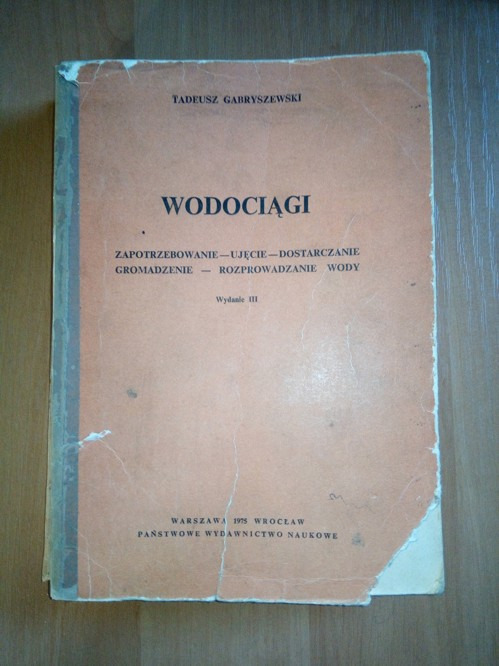 TADEUSZ GABRYSZEWSKI
WODOCIĄGI
ZAPOTRZEBOWANIE — UJĘCIE — DOSTARCZANIE
GROMADZENIE — ROZPROWADZANIE WODY
Wydanie III
WARSZAWA 1975 WROCŁAW
PAŃSTWOWE WYDAWNICTWO NAUKOWE